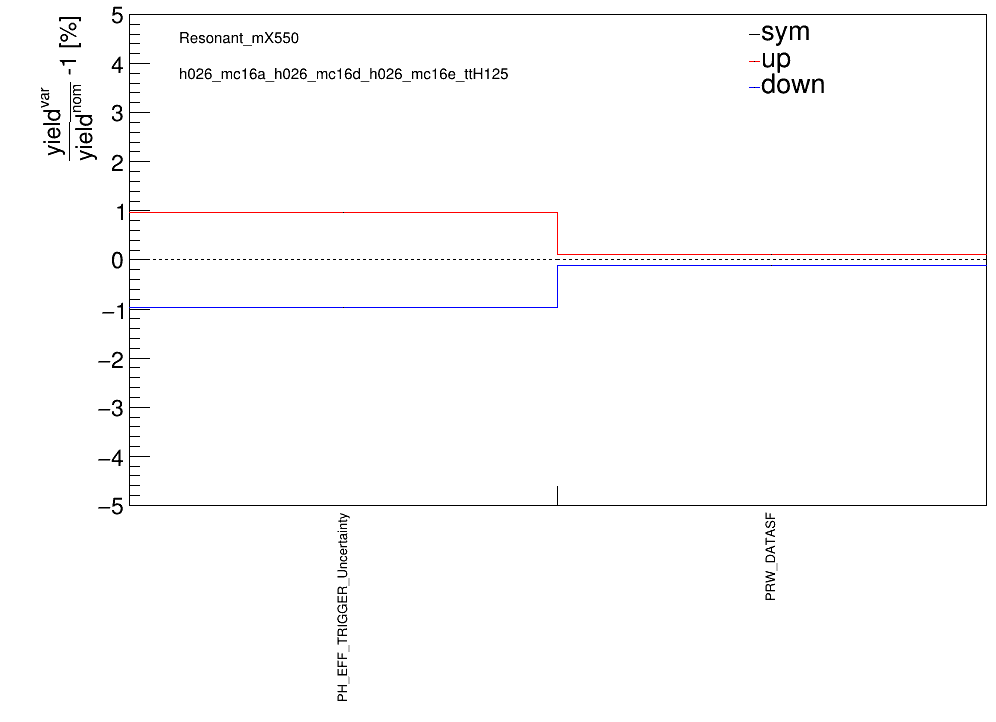 yield^var / yield^nom -1 [%]
Resonant_mX550
h026_mc16a_h026_mc16d_h026_mc16e_ttH125
−sym
−up
−down
5
4
3
2
1
0
−1
−2
−3
−4
−5
PH_EFF_TRIGGER_Uncertainty
PRW_DATASF